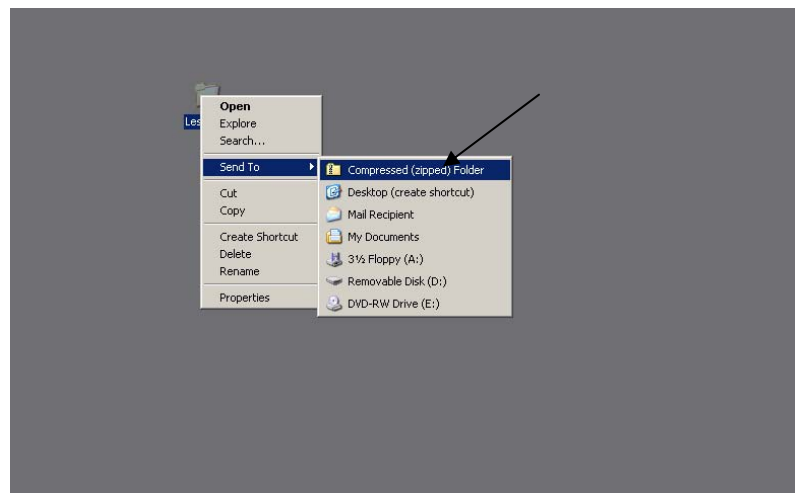 Les
Open
Explore
Search...
Send To
Cut
Copy
Create Shortcut
Delete
Rename
Properties
Compressed (zipped) Folder
Desktop (create shortcut)
Mail Recipient
My Documents
3½ Floppy (A:)
Removable Disk (D:)
DVD-RW Drive (E:)